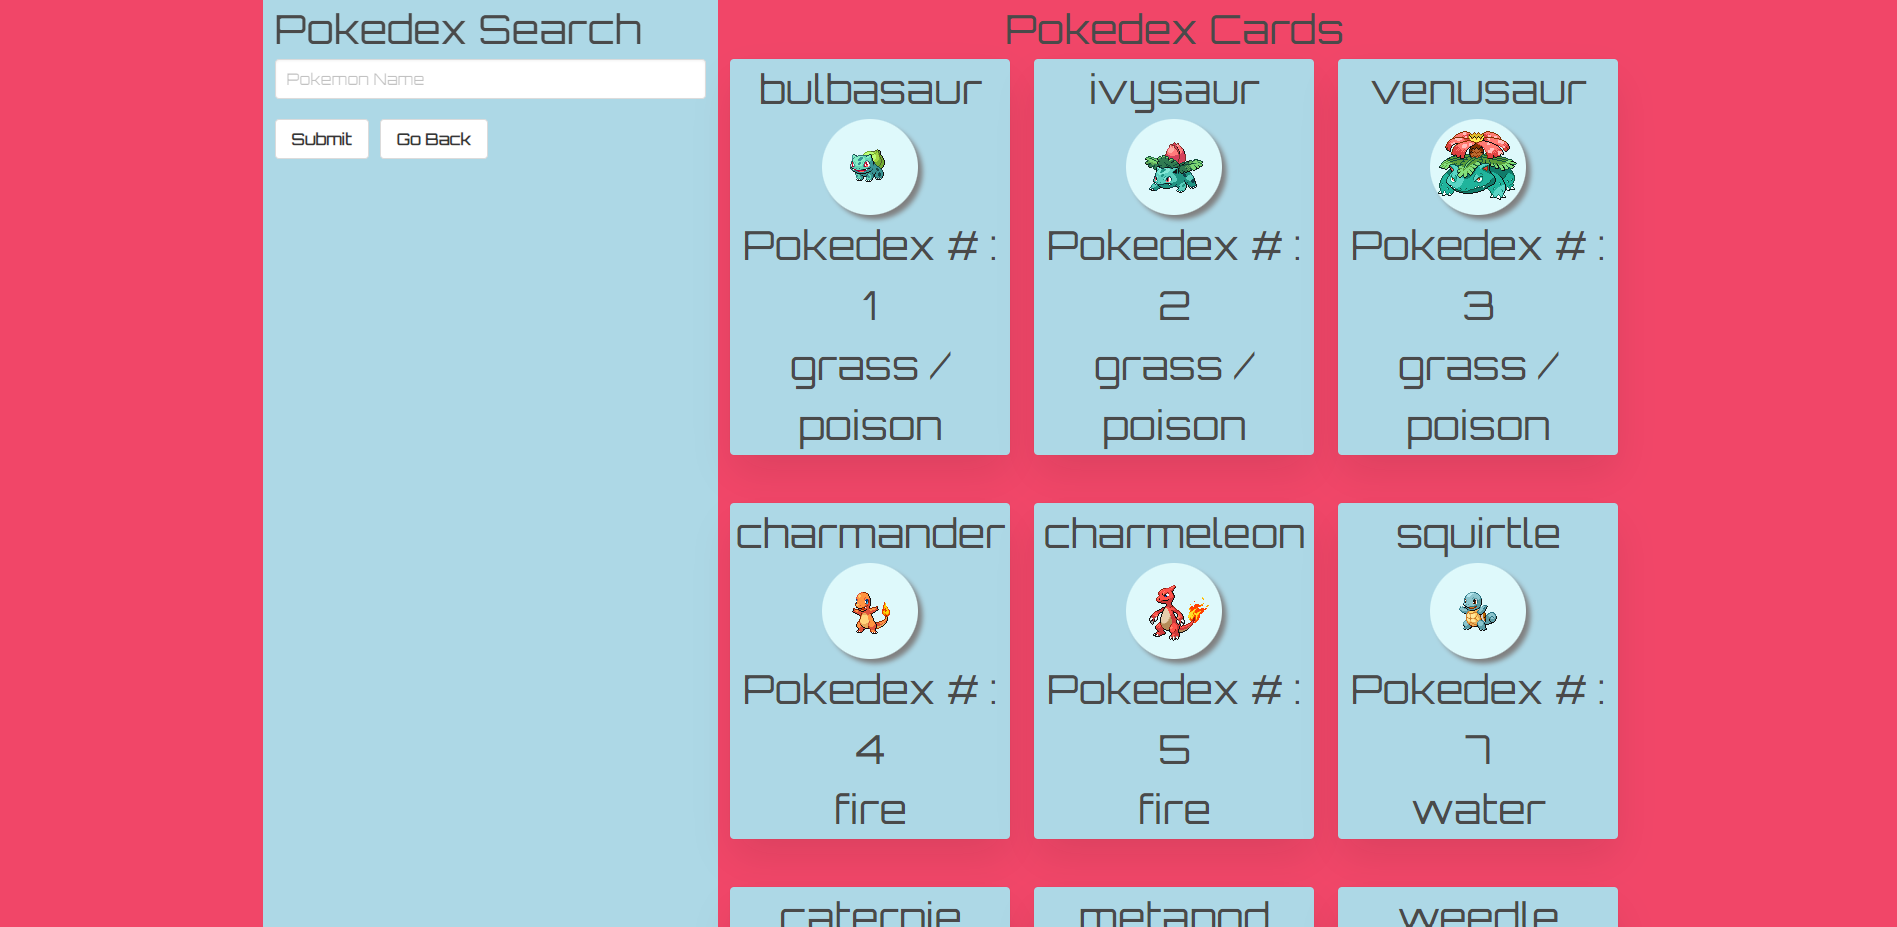 Pokedex Search
Pokemon Name
Submit
Go Back
Pokedex Cards
bulbasaur
Pokedex # :
1
grass /
poison
ivysaur
Pokedex # :
2
grass /
poison
venusaur
Pokedex # :
3
grass /
poison
charmander
Pokedex # :
4
fire
charmeleon
Pokedex # :
5
fire
squirtle
Pokedex # :
7
water
caterpie
metapod
weedle